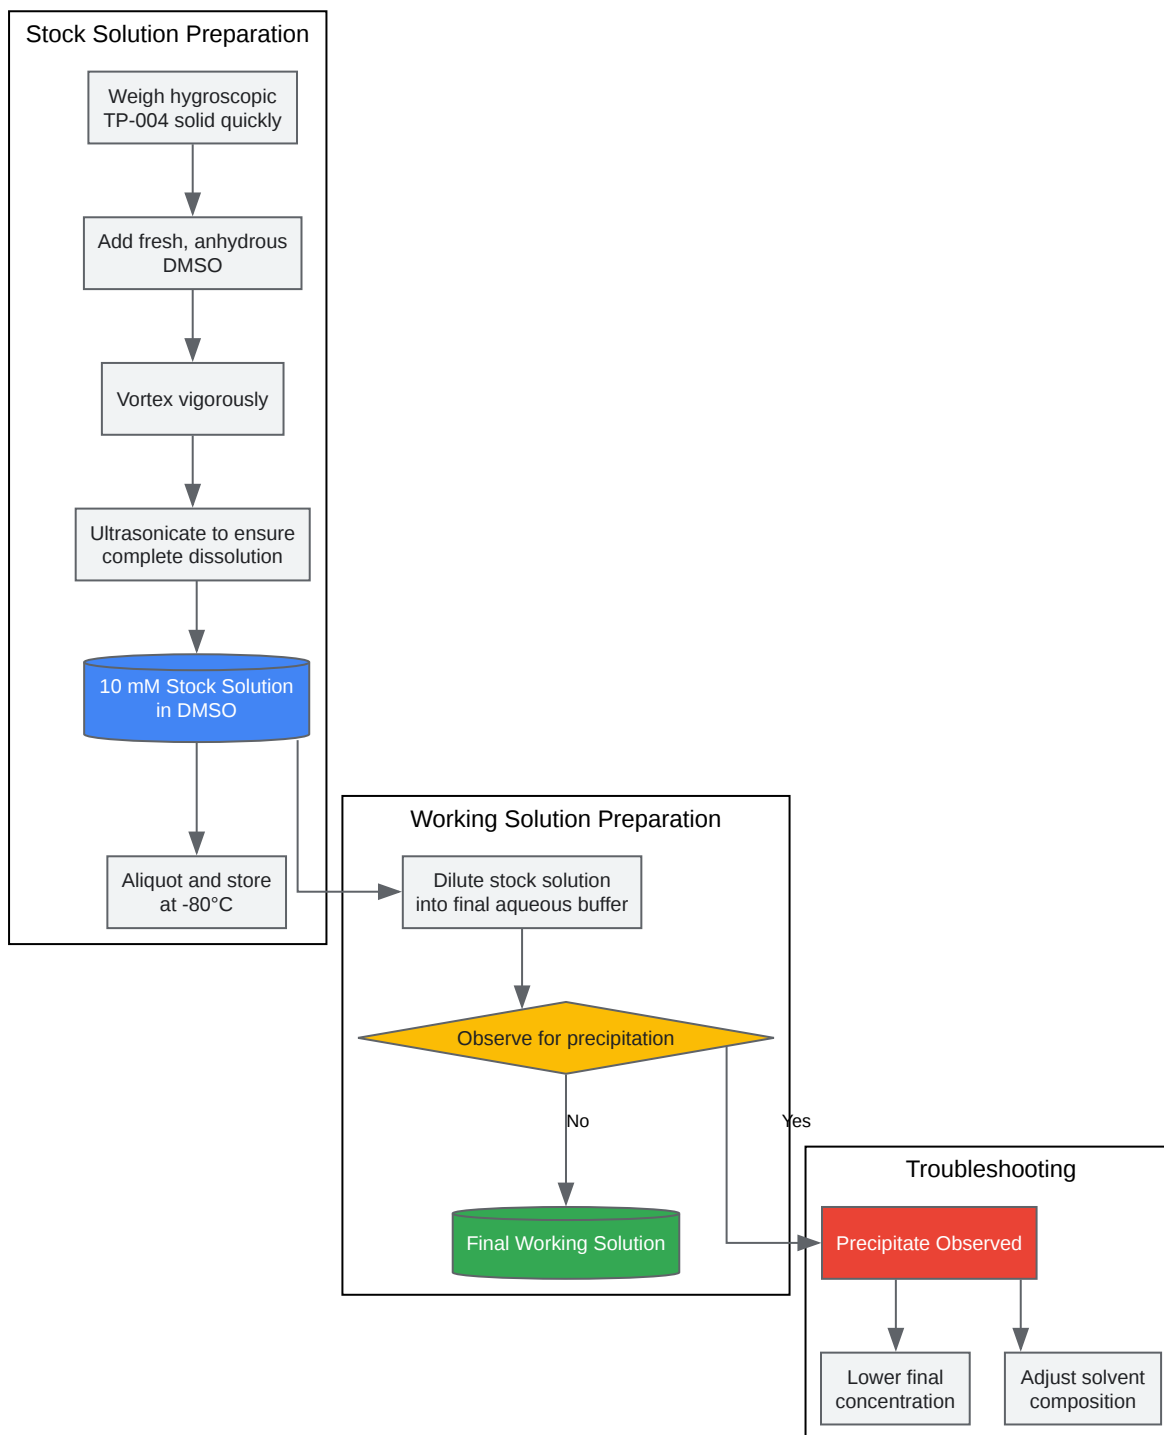 Stock Solution Preparation
Weigh hygroscopic
TP-004 solid quickly
Add fresh, anhydrous
DMSO
Vortex vigorously
Ultrasonicate to ensure
complete dissolution
10 mM Stock Solution
in DMSO
Aliquot and store
at -80°C
Working Solution Preparation
Dilute stock solution
into final aqueous buffer
Observe for precipitation
No
Yes
Final Working Solution
Troubleshooting
Precipitate Observed
Lower final
concentration
Adjust solvent
composition